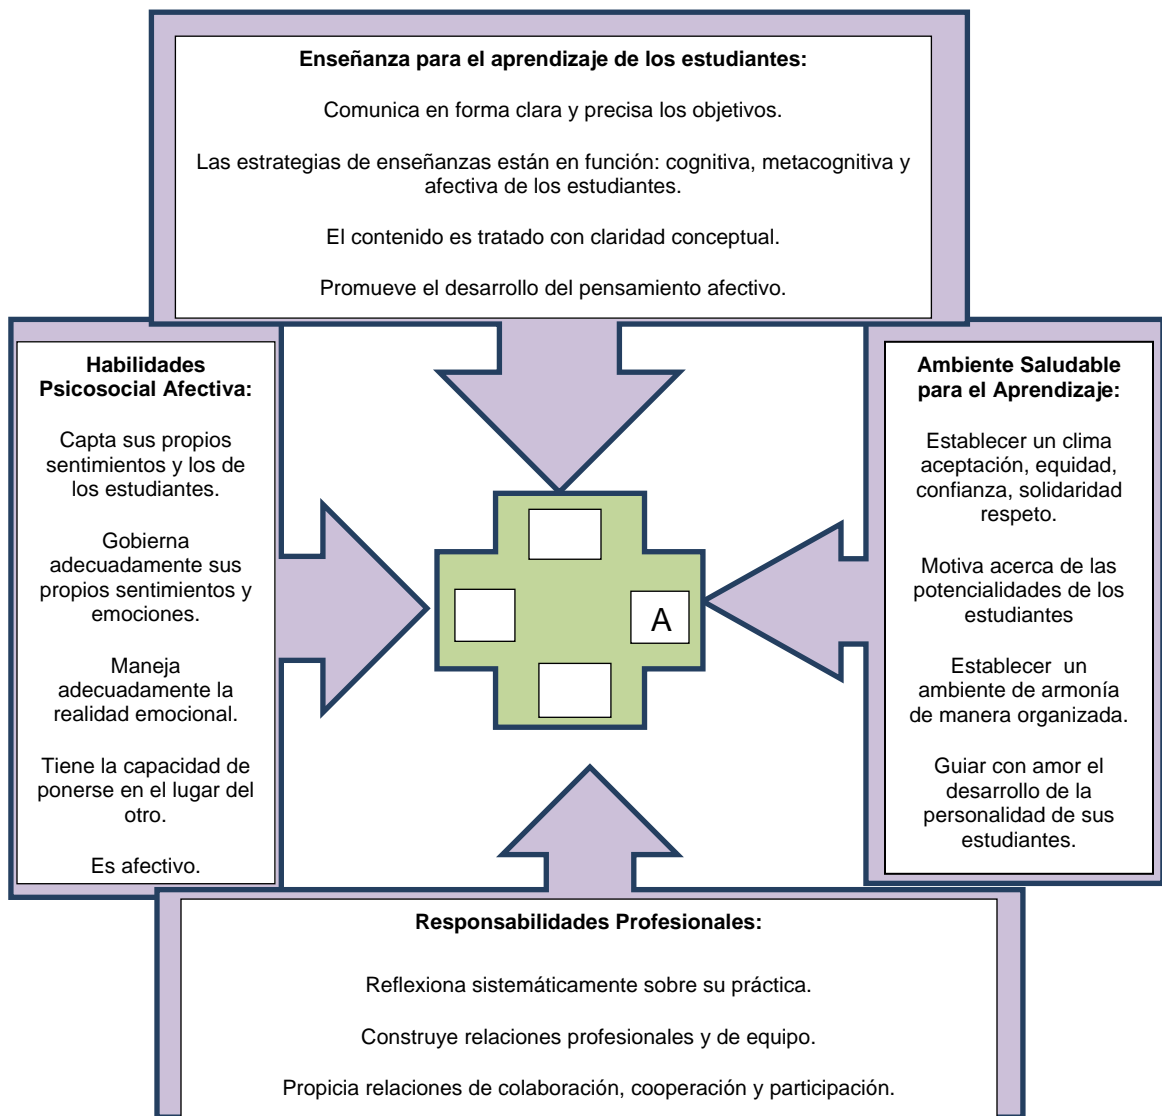 Enseñanza para el aprendizaje de los estudiantes:
Comunica en forma clara y precisa los objetivos.
Las estrategias de enseñanzas están en función: cognitiva, metacognitiva y
afectiva de los estudiantes.
El contenido es tratado con claridad conceptual.
Promueve el desarrollo del pensamiento afectivo.
Habilidades
Psicosocial Afectiva:
Capta sus propios
sentimientos y los de
los estudiantes.
Gobierna
adecuadamente sus
propios sentimientos y
emociones.
Maneja
adecuadamente la
realidad emocional.
Tiene la capacidad de
ponerse en el lugar del
otro.
Es afectivo.
A
Ambiente Saludable
para el Aprendizaje:
Establecer un clima
aceptación, equidad,
confianza, solidaridad
respeto.
Motiva acerca de las
potencialidades de los
estudiantes
Establecer  un
ambiente de armonía
de manera organizada.
Guiar con amor el
desarrollo de la
personalidad de sus
estudiantes.
Responsabilidades Profesionales:
Reflexiona sistemáticamente sobre su práctica.
Construye relaciones profesionales y de equipo.
Propicia relaciones de colaboración, cooperación y participación.